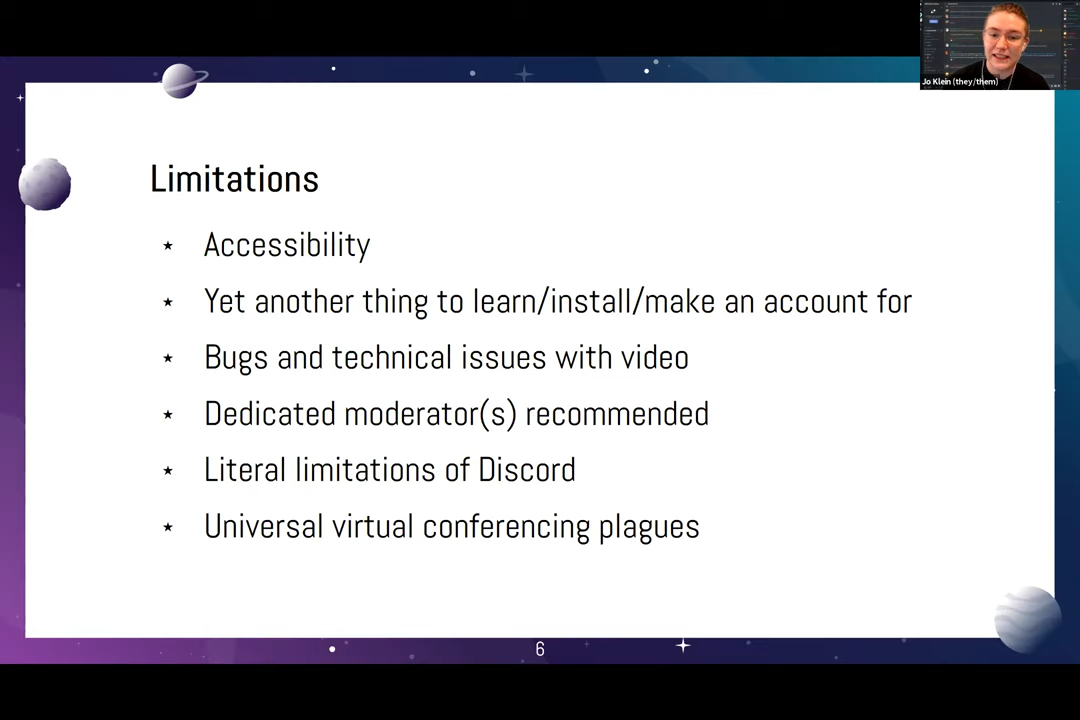 Jo Klein (they/them)
Limitations
Accessibility
Yet another thing to learn/install/make an account for
Bugs and technical issues with video
Dedicated moderator(s) recommended
Literal limitations of Discord
Universal virtual conferencing plagues
6